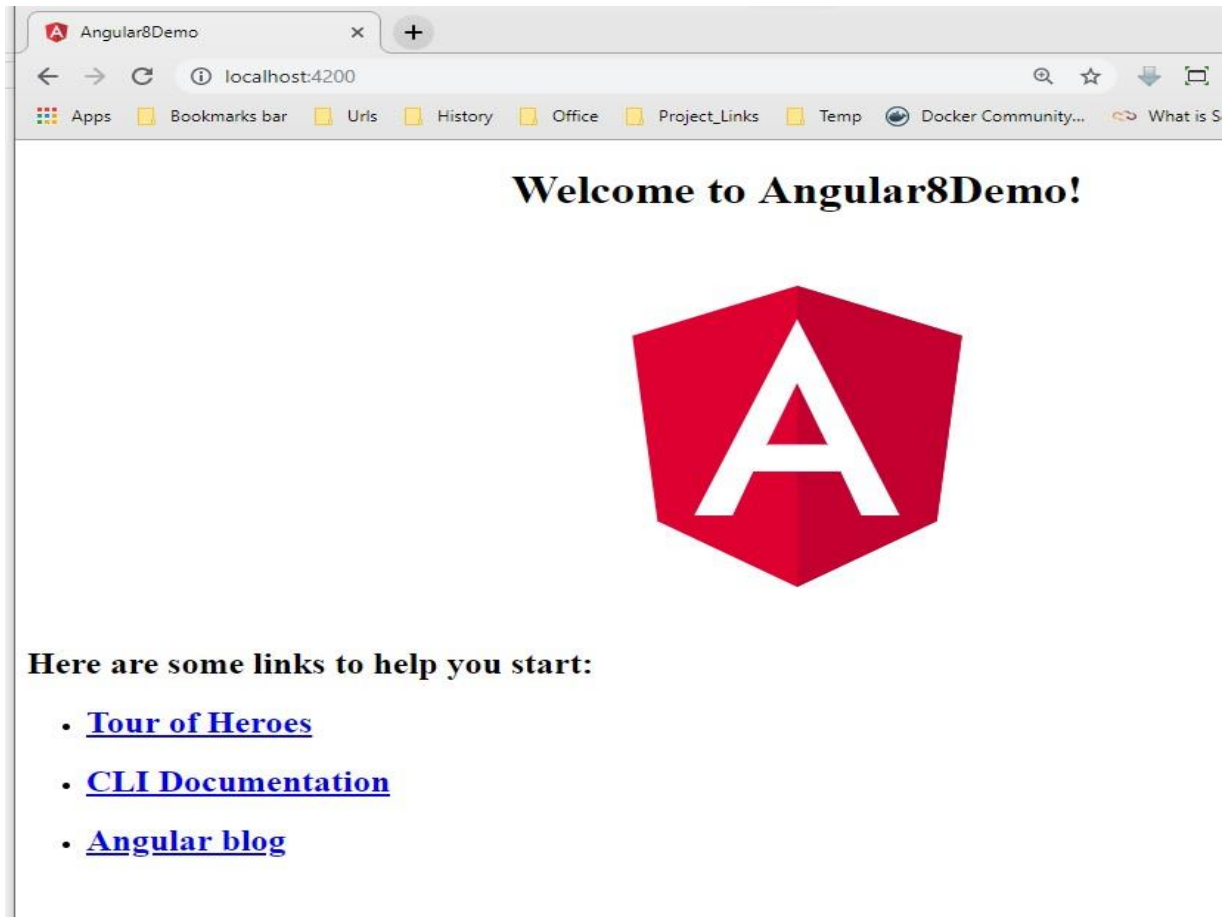 Angular8Demo
localhost:4200
Apps Bookmarks bar Urls History Office Project_Links Temp Docker Community... What is S
Welcome to Angular8Demo!
A
Here are some links to help you start:
• Tour of Heroes
• CLI Documentation
• Angular blog